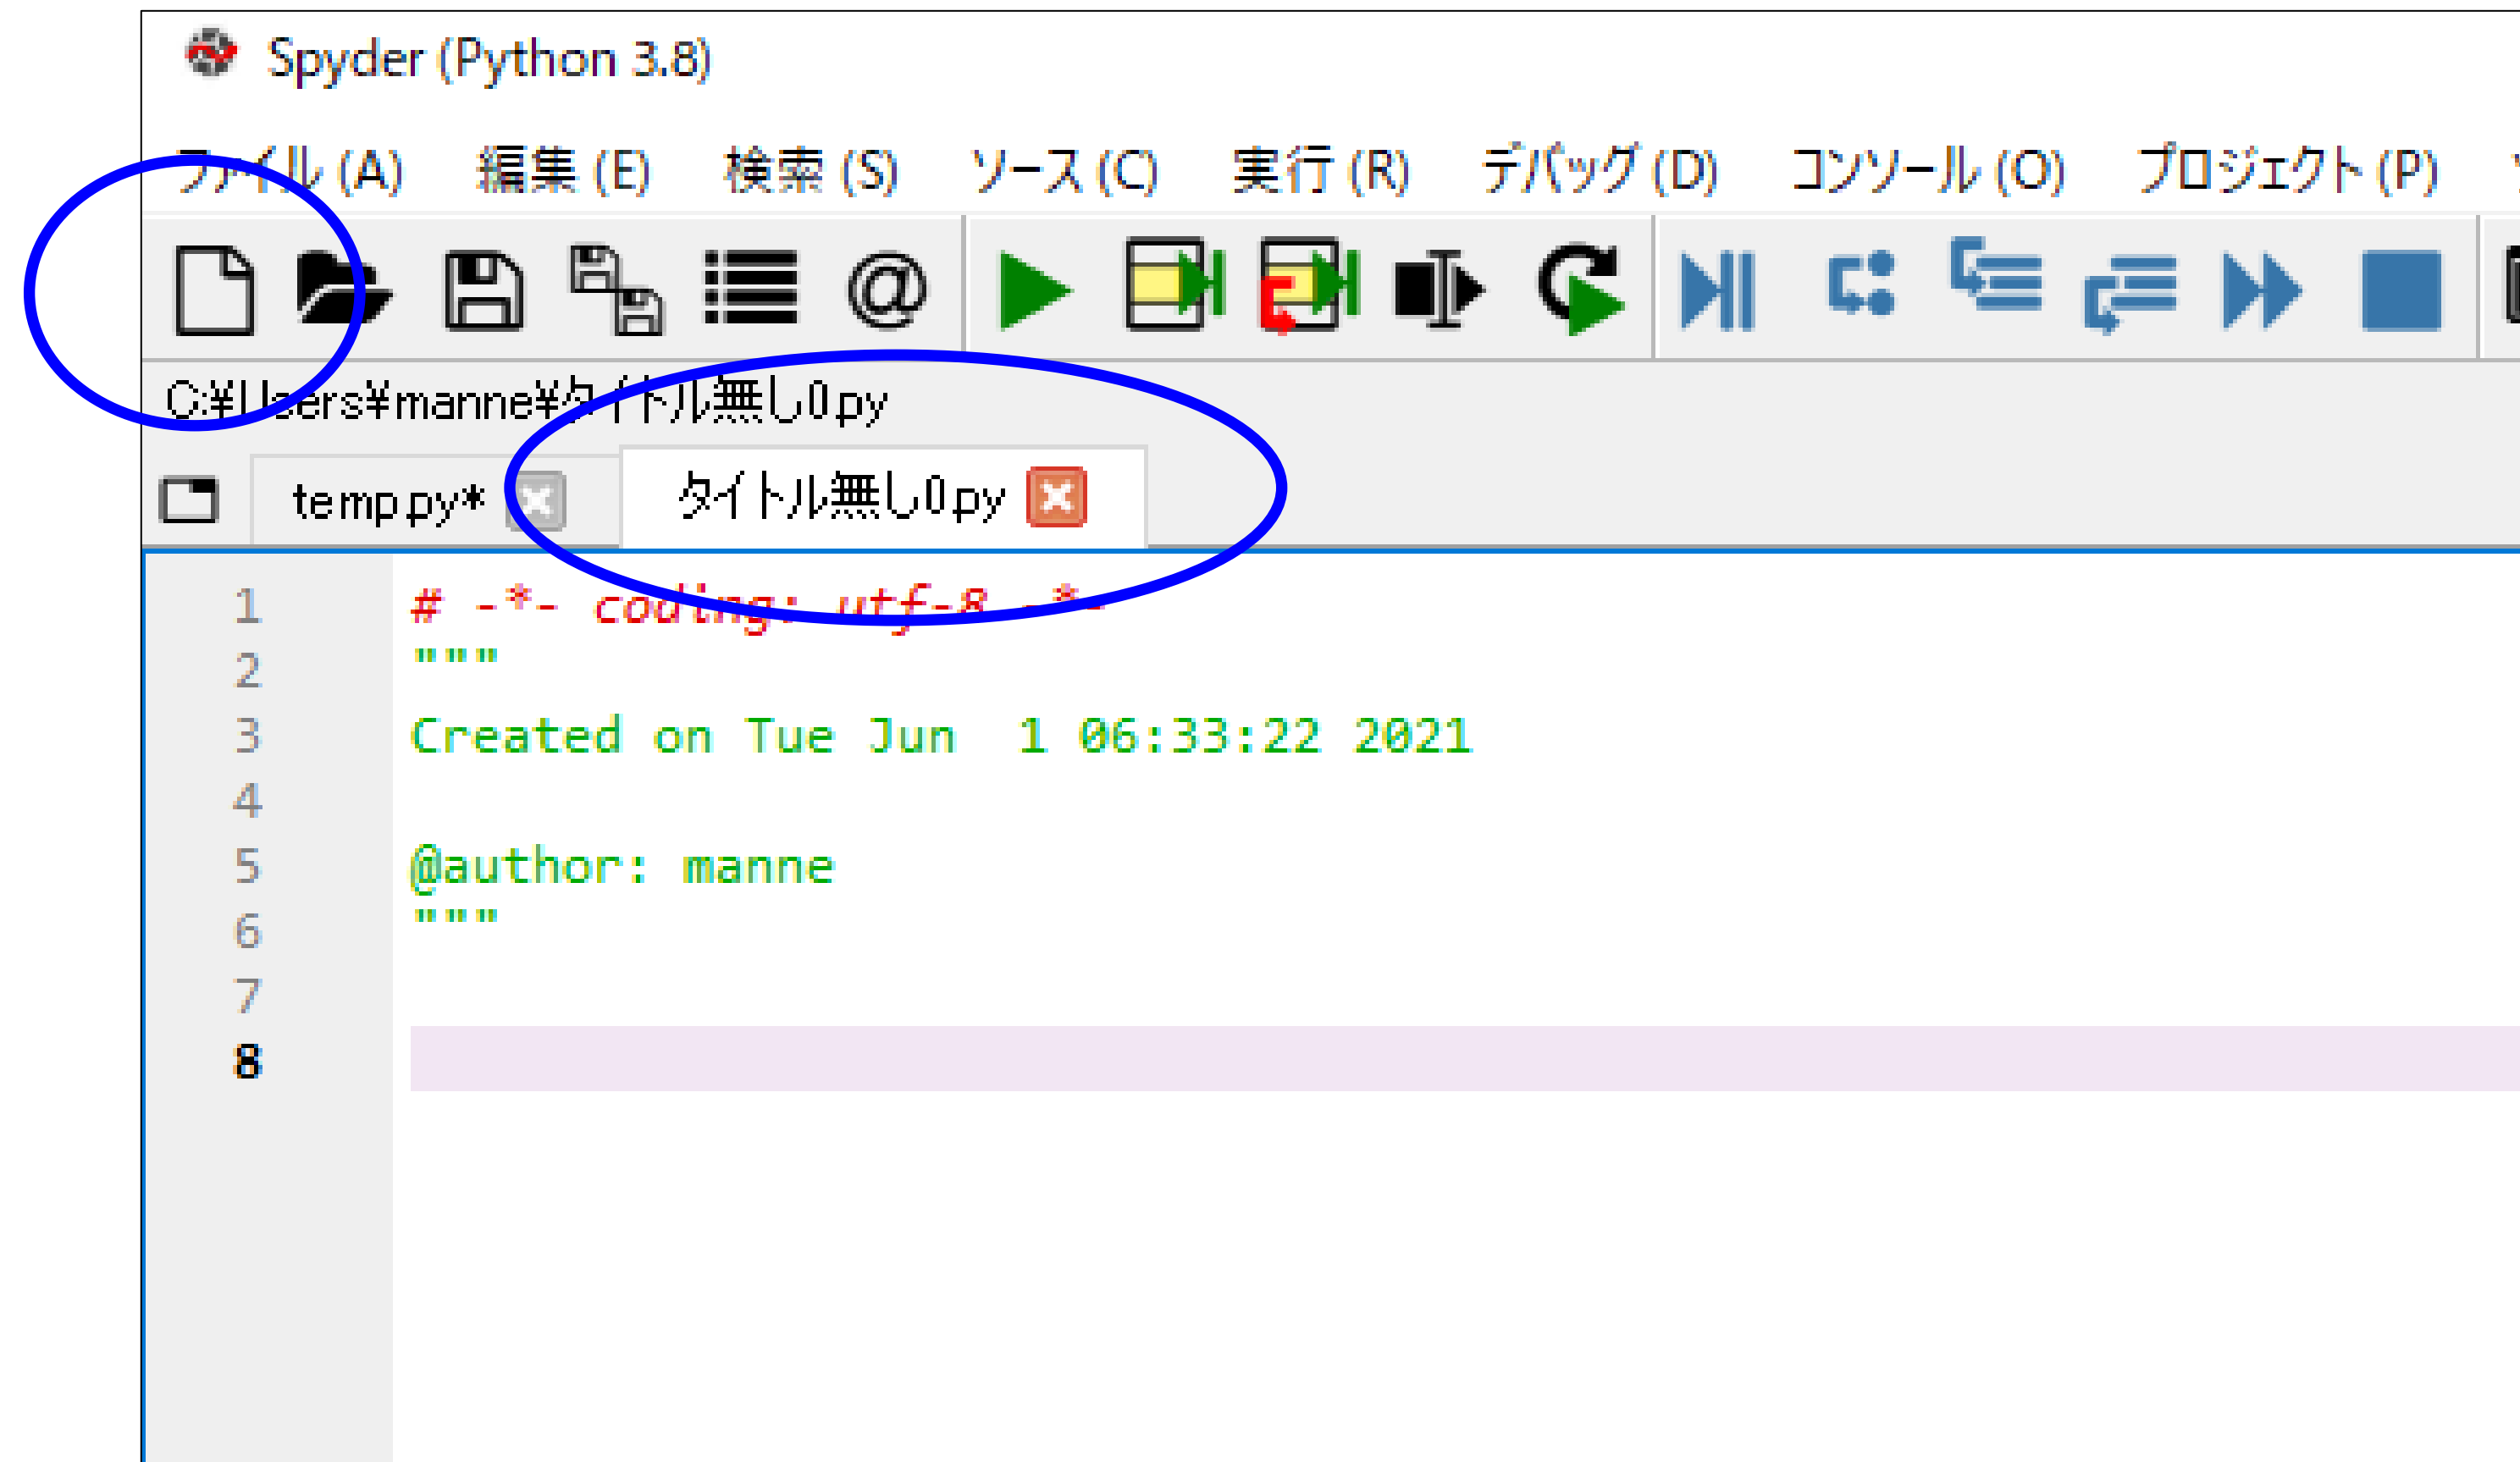 Spyder (Python 3.8)
ファイル (A) 編集 (E) 検索 (S) ソース (C) 実行 (R) デバッグ (D) コンソール (O) プロジェクト (P)
C:¥Users¥manne¥タイトル無し0.py
temp.py* タイトル無し0.py
1 # -*- coding: utf-8 -*-
2 """
3 Created on Tue Jun  1 06:33:22 2021
4
5 @author: manne
6 """
7
8